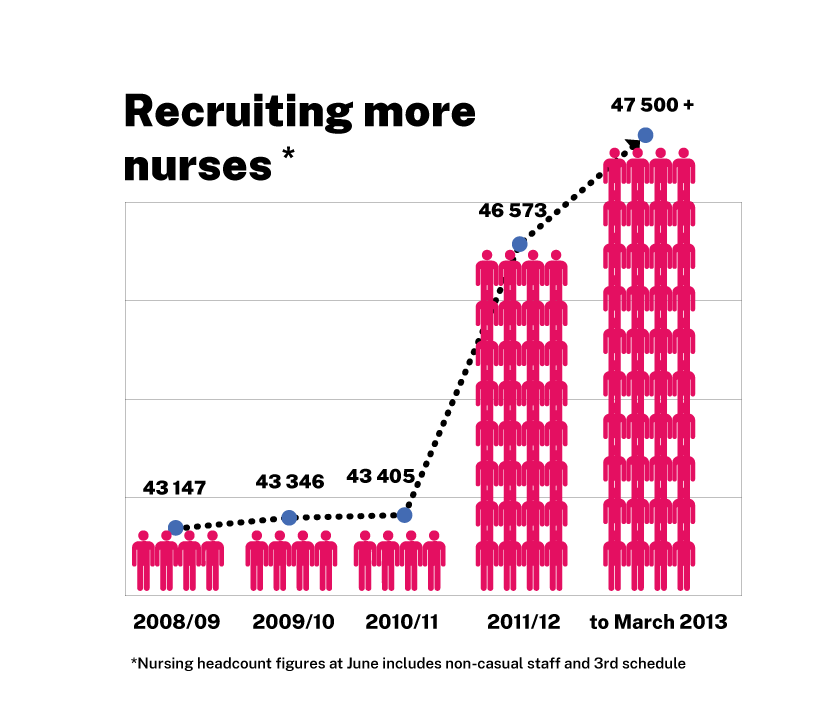 Recruiting more
nurses *
47 500 +
46 573
43 147
43 346
43 405
2008/09
2009/10
2010/11
2011/12
to March 2013
*Nursing headcount figures at June includes non-casual staff and 3rd schedule